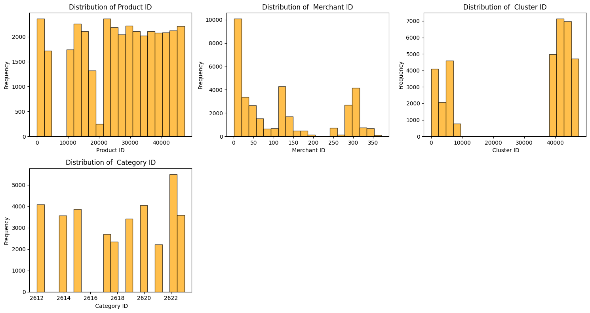 Distribution of Product ID
Frequency
2000
1500
1000
500
0
0 10000 20000 30000 40000
Product ID
Distribution of  Merchant ID
Frequency
10000
8000
6000
4000
2000
0
0 50 100 150 200 250 300 350
Merchant ID
Distribution of  Cluster ID
Frequency
7000
6000
5000
4000
3000
2000
1000
0
0 10000 20000 30000 40000
Cluster ID
Distribution of  Category ID
Frequency
5000
4000
3000
2000
1000
0
2612 2614 2616 2618 2620 2622
Category ID